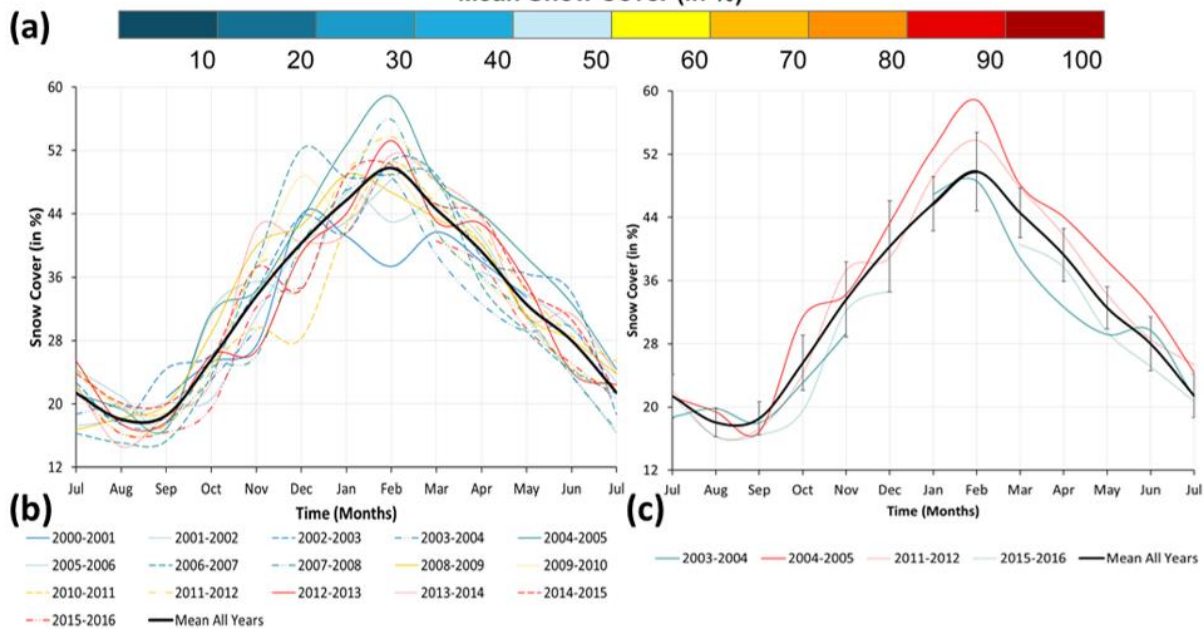 Mean Snow Cover (in %)
(a)
10 20 30 40 50 60 70 80 90 100
60
52
44
36
28
20
12
Snow Cover (in %)
Jul Aug Sep Oct Nov Dec Jan Feb Mar Apr May Jun Jul
Time (Months)
(b)
2000-2001 2001-2002 2002-2003 2003-2004 2004-2005
2005-2006 2006-2007 2007-2008 2008-2009 2009-2010
2010-2011 2011-2012 2012-2013 2013-2014 2014-2015
2015-2016 Mean All Years
60
52
44
36
28
20
12
Snow Cover (in %)
Jul Aug Sep Oct Nov Dec Jan Feb Mar Apr May Jun Jul
Time (Months)
(c)
2003-2004 2004-2005 2011-2012 2015-2016 Mean All Years